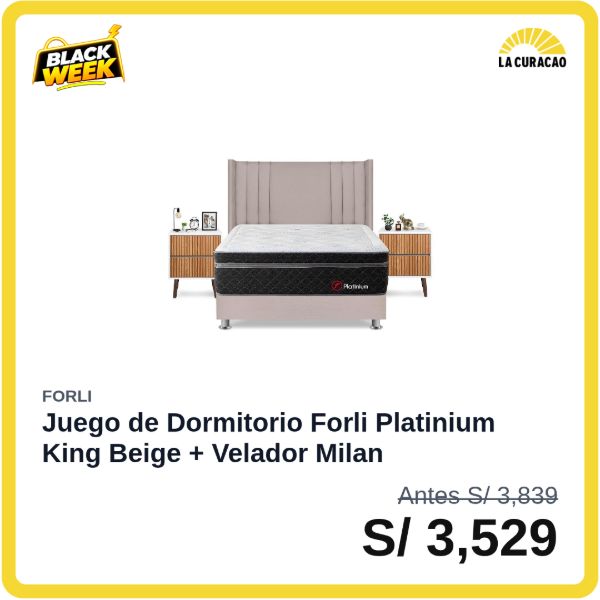 BLACK
WEEK
LA CURACAO
Platinium
FORLI
Juego de Dormitorio Forli Platinium
King Beige + Velador Milan
Antes S/ 3,839
S/ 3,529